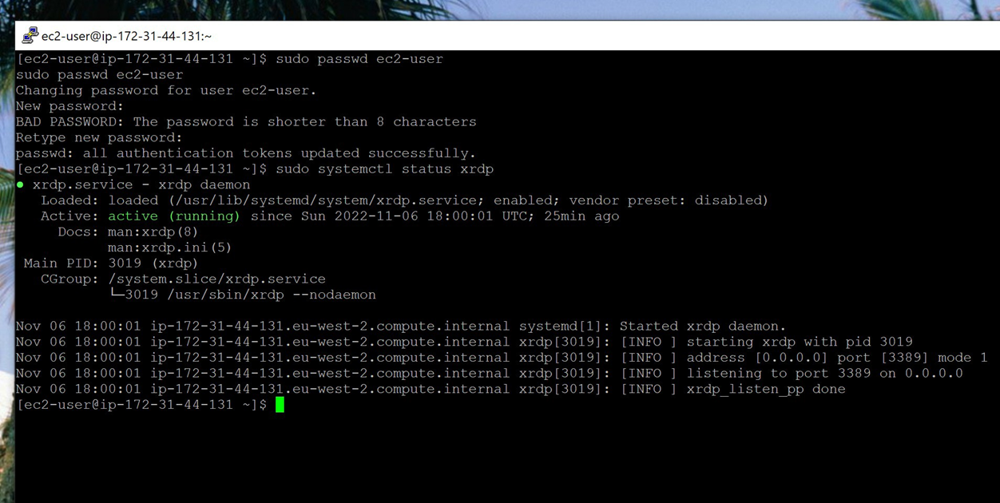 ec2-user@ip-172-31-44-131:~
[ec2-user@ip-172-31-44-131 ~]$ sudo passwd ec2-user
sudo passwd ec2-user
Changing password for user ec2-user.
New password:
BAD PASSWORD: The password is shorter than 8 characters
Retype new password:
passwd: all authentication tokens updated successfully.
[ec2-user@ip-172-31-44-131 ~]$ sudo systemctl status xrdp
● xrdp.service - xrdp daemon
   Loaded: loaded (/usr/lib/systemd/system/xrdp.service; enabled; vendor preset: disabled)
   Active: active (running) since Sun 2022-11-06 18:00:01 UTC; 25min ago
     Docs: man:xrdp(8)
           man:xrdp.ini(5)
 Main PID: 3019 (xrdp)
   CGroup: /system.slice/xrdp.service
           └─3019 /usr/sbin/xrdp --nodaemon
Nov 06 18:00:01 ip-172-31-44-131.eu-west-2.compute.internal systemd[1]: Started xrdp daemon.
Nov 06 18:00:01 ip-172-31-44-131.eu-west-2.compute.internal xrdp[3019]: [INFO ] starting xrdp with pid 3019
Nov 06 18:00:01 ip-172-31-44-131.eu-west-2.compute.internal xrdp[3019]: [INFO ] address [0.0.0.0] port [3389] mode 1
Nov 06 18:00:01 ip-172-31-44-131.eu-west-2.compute.internal xrdp[3019]: [INFO ] listening to port 3389 on 0.0.0.0
Nov 06 18:00:01 ip-172-31-44-131.eu-west-2.compute.internal xrdp[3019]: [INFO ] xrdp_listen_pp done
[ec2-user@ip-172-31-44-131 ~]$